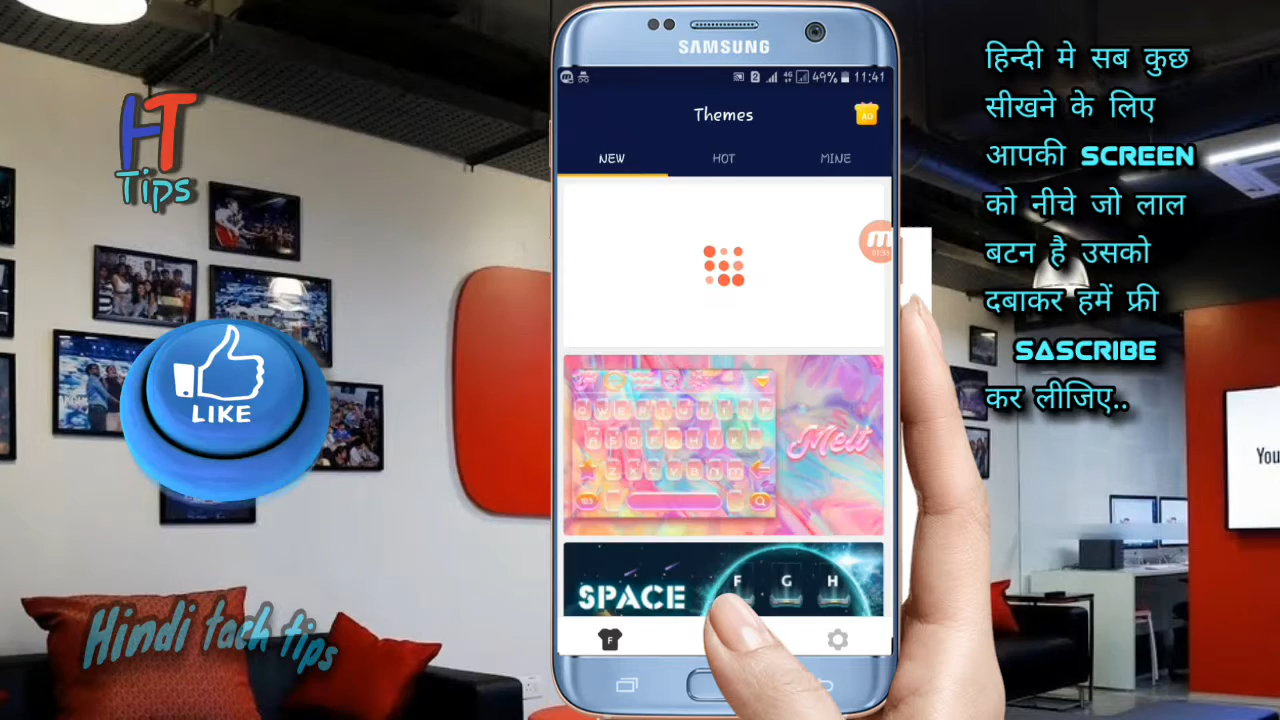 HT
Tips
LIKE
Hindi tach tips
SAMSUNG
49% 11:41
Themes
AD
NEW HOT MINE
Melt
SPACE
F G H
F
हिन्दी मे सब कुछ
सीखने के लिए
आपकी SCREEN
को नीचे जो लाल
बटन है उसको
दबाकर हमें फ्री
SASCRIBE
कर लीजिए..
You